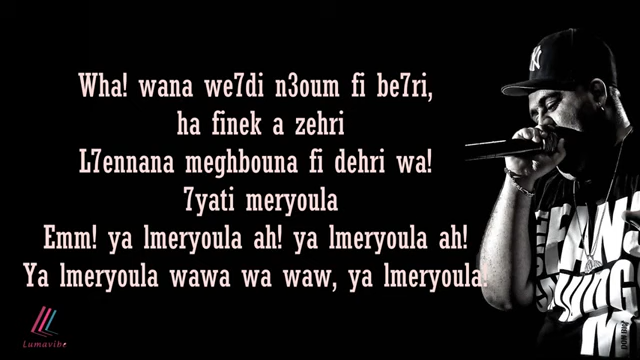 Wha! wana we7di n3oum fi be7ri,
ha finek a zehri
L7ennana meghbouna fi dehri wa!
7yati meryoula
Emm! ya lmeryoula ah! ya lmeryoula ah!
Ya lmeryoula wawa wa waw, ya lmeryoula!
Lumavibe